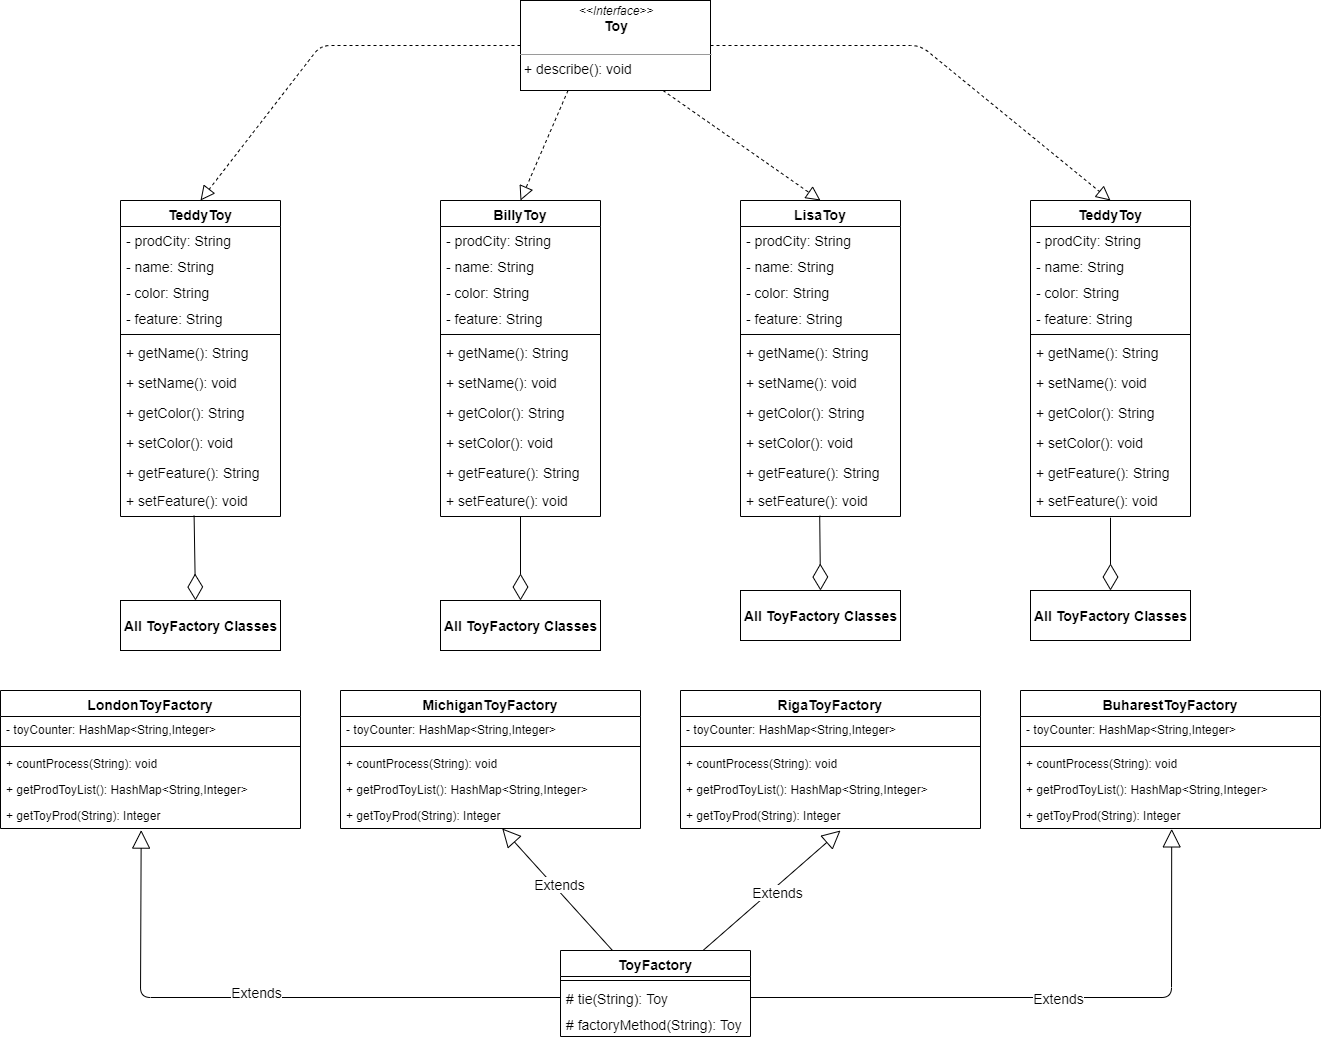 <<Interface>>
Toy
+ describe(): void
TeddyToy
- prodCity: String
- name: String
- color: String
- feature: String
+ getName(): String
+ setName(): void
+ getColor(): String
+ setColor(): void
+ getFeature(): String
+ setFeature(): void
BillyToy
- prodCity: String
- name: String
- color: String
- feature: String
+ getName(): String
+ setName(): void
+ getColor(): String
+ setColor(): void
+ getFeature(): String
+ setFeature(): void
LisaToy
- prodCity: String
- name: String
- color: String
- feature: String
+ getName(): String
+ setName(): void
+ getColor(): String
+ setColor(): void
+ getFeature(): String
+ setFeature(): void
TeddyToy
- prodCity: String
- name: String
- color: String
- feature: String
+ getName(): String
+ setName(): void
+ getColor(): String
+ setColor(): void
+ getFeature(): String
+ setFeature(): void
All ToyFactory Classes
All ToyFactory Classes
All ToyFactory Classes
All ToyFactory Classes
LondonToyFactory
- toyCounter: HashMap<String,Integer>
+ countProcess(String): void
+ getProdToyList(): HashMap<String,Integer>
+ getToyProd(String): Integer
MichiganToyFactory
- toyCounter: HashMap<String,Integer>
+ countProcess(String): void
+ getProdToyList(): HashMap<String,Integer>
+ getToyProd(String): Integer
RigaToyFactory
- toyCounter: HashMap<String,Integer>
+ countProcess(String): void
+ getProdToyList(): HashMap<String,Integer>
+ getToyProd(String): Integer
BuharestToyFactory
- toyCounter: HashMap<String,Integer>
+ countProcess(String): void
+ getProdToyList(): HashMap<String,Integer>
+ getToyProd(String): Integer
Extends
Extends
Extends
Extends
ToyFactory
# tie(String): Toy
# factoryMethod(String): Toy